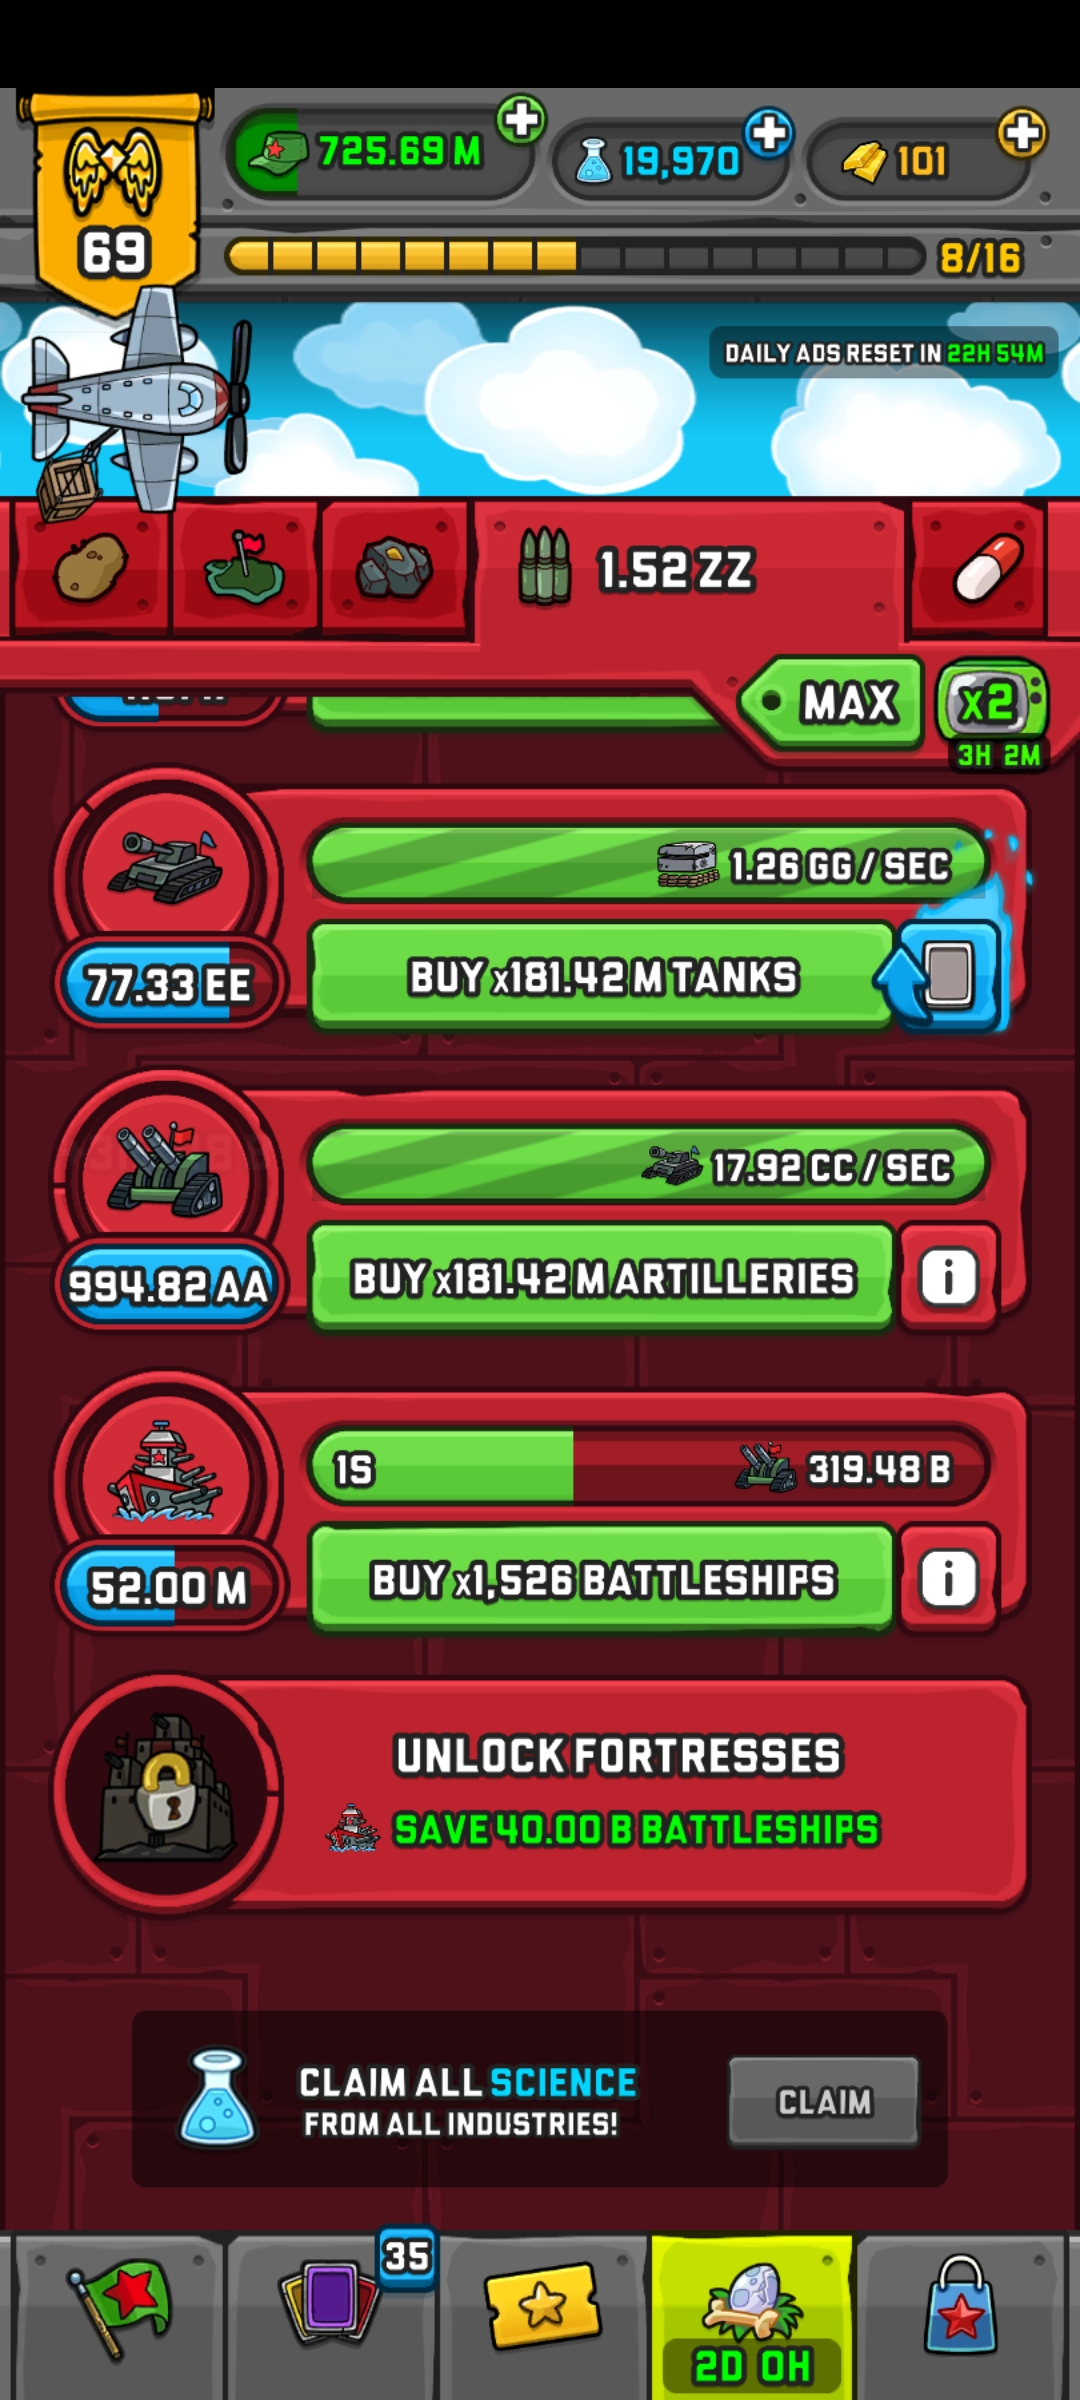 69
725.69 M
19,970
101
8/16
DAILY ADS RESET IN 22H 54M
1.52 ZZ
MAX
x2
3H 2M
1.26 GG / SEC
77.33 EE
BUY x181.42 M TANKS
17.92 CC / SEC
994.82 AA
BUY x181.42 M ARTILLERIES
i
1S
319.48 B
52.00 M
BUY x1,526 BATTLESHIPS
i
UNLOCK FORTRESSES
SAVE 40.00 B BATTLESHIPS
CLAIM ALL SCIENCE
FROM ALL INDUSTRIES!
CLAIM
35
2D 0H